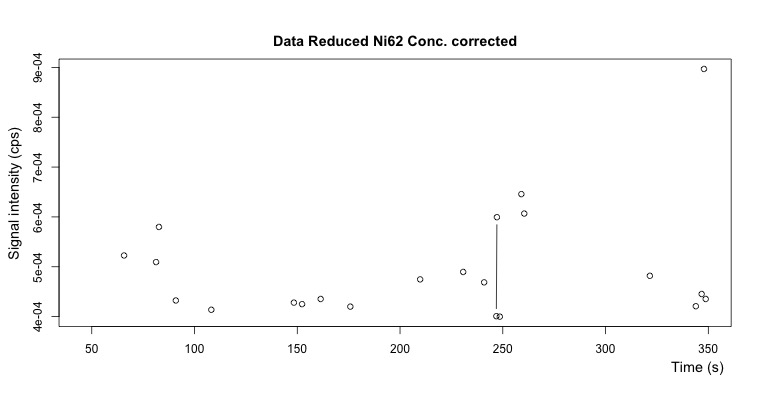 Data Reduced Ni62 Conc. corrected
Signal intensity (cps)
9e-04
8e-04
7e-04
6e-04
5e-04
4e-04
50 100 150 200 250 300 350
Time (s)